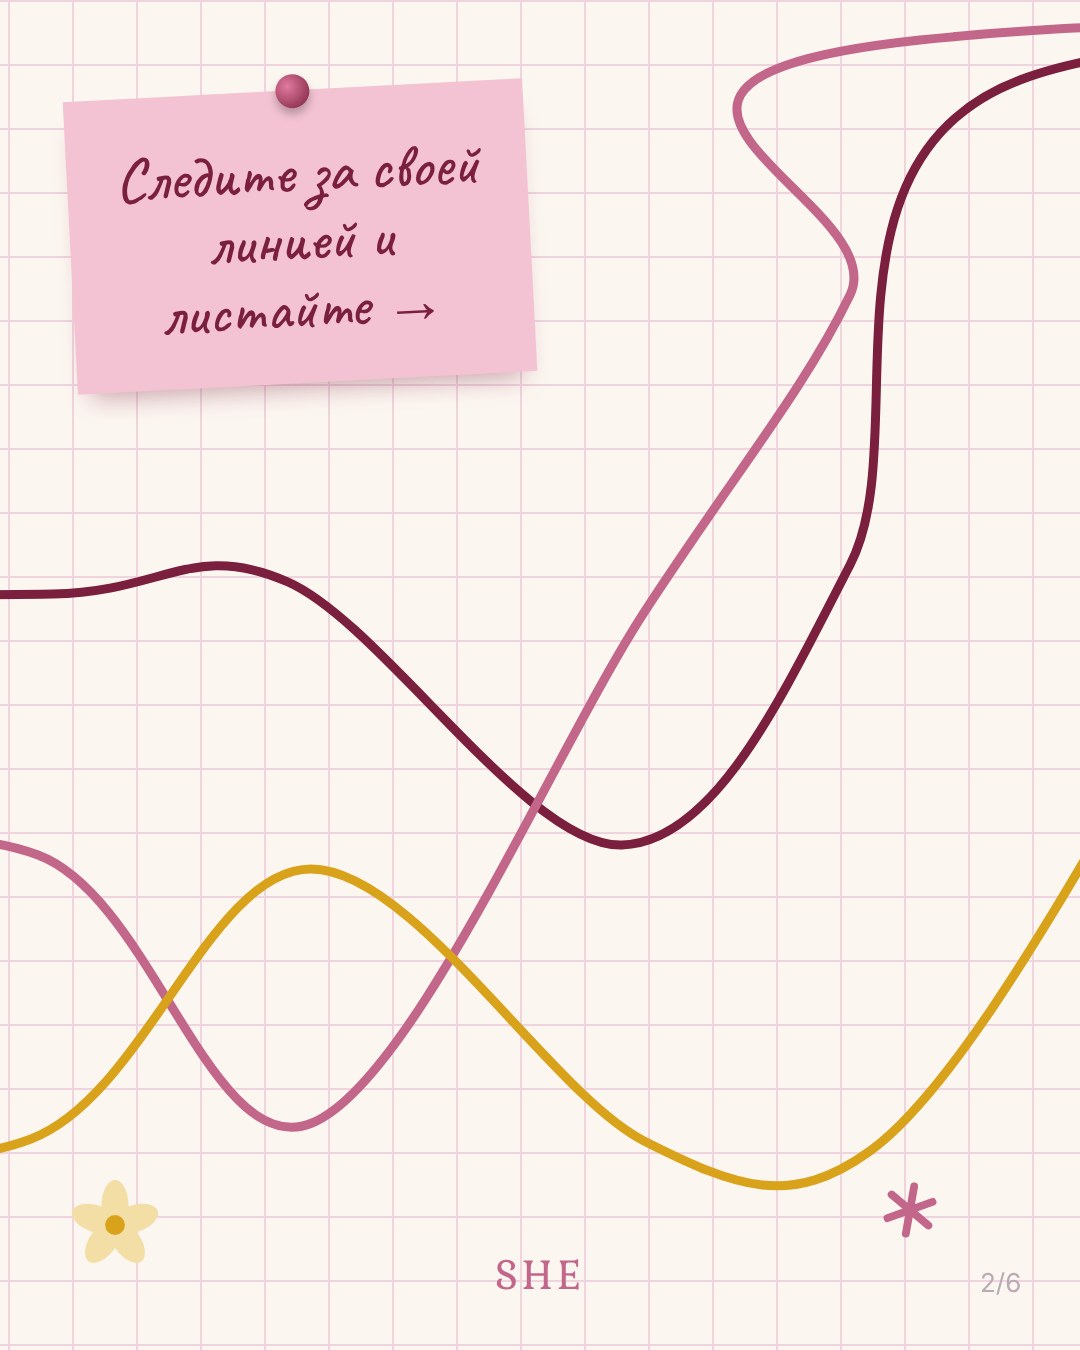 Следите за своей
линией и
листайте →
SHE
2/6